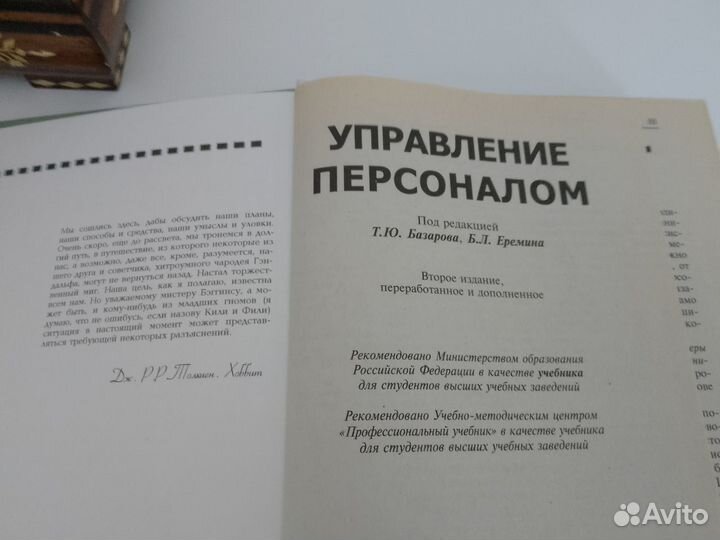 Мы сошлись здесь, дабы обсудить наши планы,
наши способы и средства, наши умыслы и уловки.
Очень скоро, еще до рассвета, мы тронемся в дол-
гий путь, в путешествие, из которого некоторые из
нас, а возможно, даже все, кроме, разумеется, на-
шего друга и советчика, хитроумного чародея Гэн-
дальфа, могут не вернуться назад. Настал торжест-
венный миг. Наша цель, как я полагаю, известна
всем нам. Но уважаемому мистеру Бэггинсу, а мо-
жет быть, и кому-нибудь из младших гномов (я
думаю, что не ошибусь, если назову Кили и Фили)
ситуация в настоящий момент может представ-
ляться требующей некоторых разъяснений.
Дж. Р.Р. Толкиен. Хоббит
УПРАВЛЕНИЕ
ПЕРСОНАЛОМ
Под редакцией
Т.Ю. Базарова, Б.Л. Еремина
Второе издание,
переработанное и дополненное
Рекомендовано Министерством образования
Российской Федерации в качестве учебника
для студентов высших учебных заведений
Рекомендовано Учебно-методическим центром
«Профессиональный учебник» в качестве учебника
для студентов высших учебных заведений
Avito